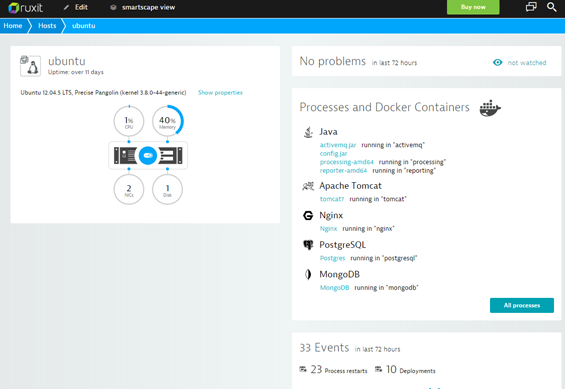 ruxit Edit smartscape view Buy now
Home Hosts ubuntu
ubuntu
Uptime: over 11 days
Ubuntu 12.04.5 LTS, Precise Pangolin (kernel 3.8.0-44-generic) Show properties
1% CPU
40% Memory
2 NICs
1 Disk
No problems in last 72 hours not watched
Processes and Docker Containers
Java
activemq.jar running in "activemq"
config.jar
processing-amd64 running in "processing"
reporter-amd64 running in "reporting"
Apache Tomcat
tomcat7 running in "tomcat"
Nginx
Nginx running in "nginx"
PostgreSQL
Postgres running in "postgresql"
MongoDB
MongoDB running in "mongodb"
All processes
33 Events in last 72 hours
23 Process restarts 10 Deployments